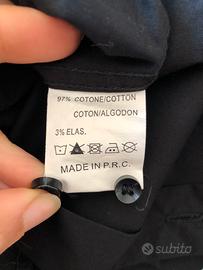 97% COTONE/COTTON
COTON/ALGODON
3% ELAS.
MADE IN P.R.C.
subito